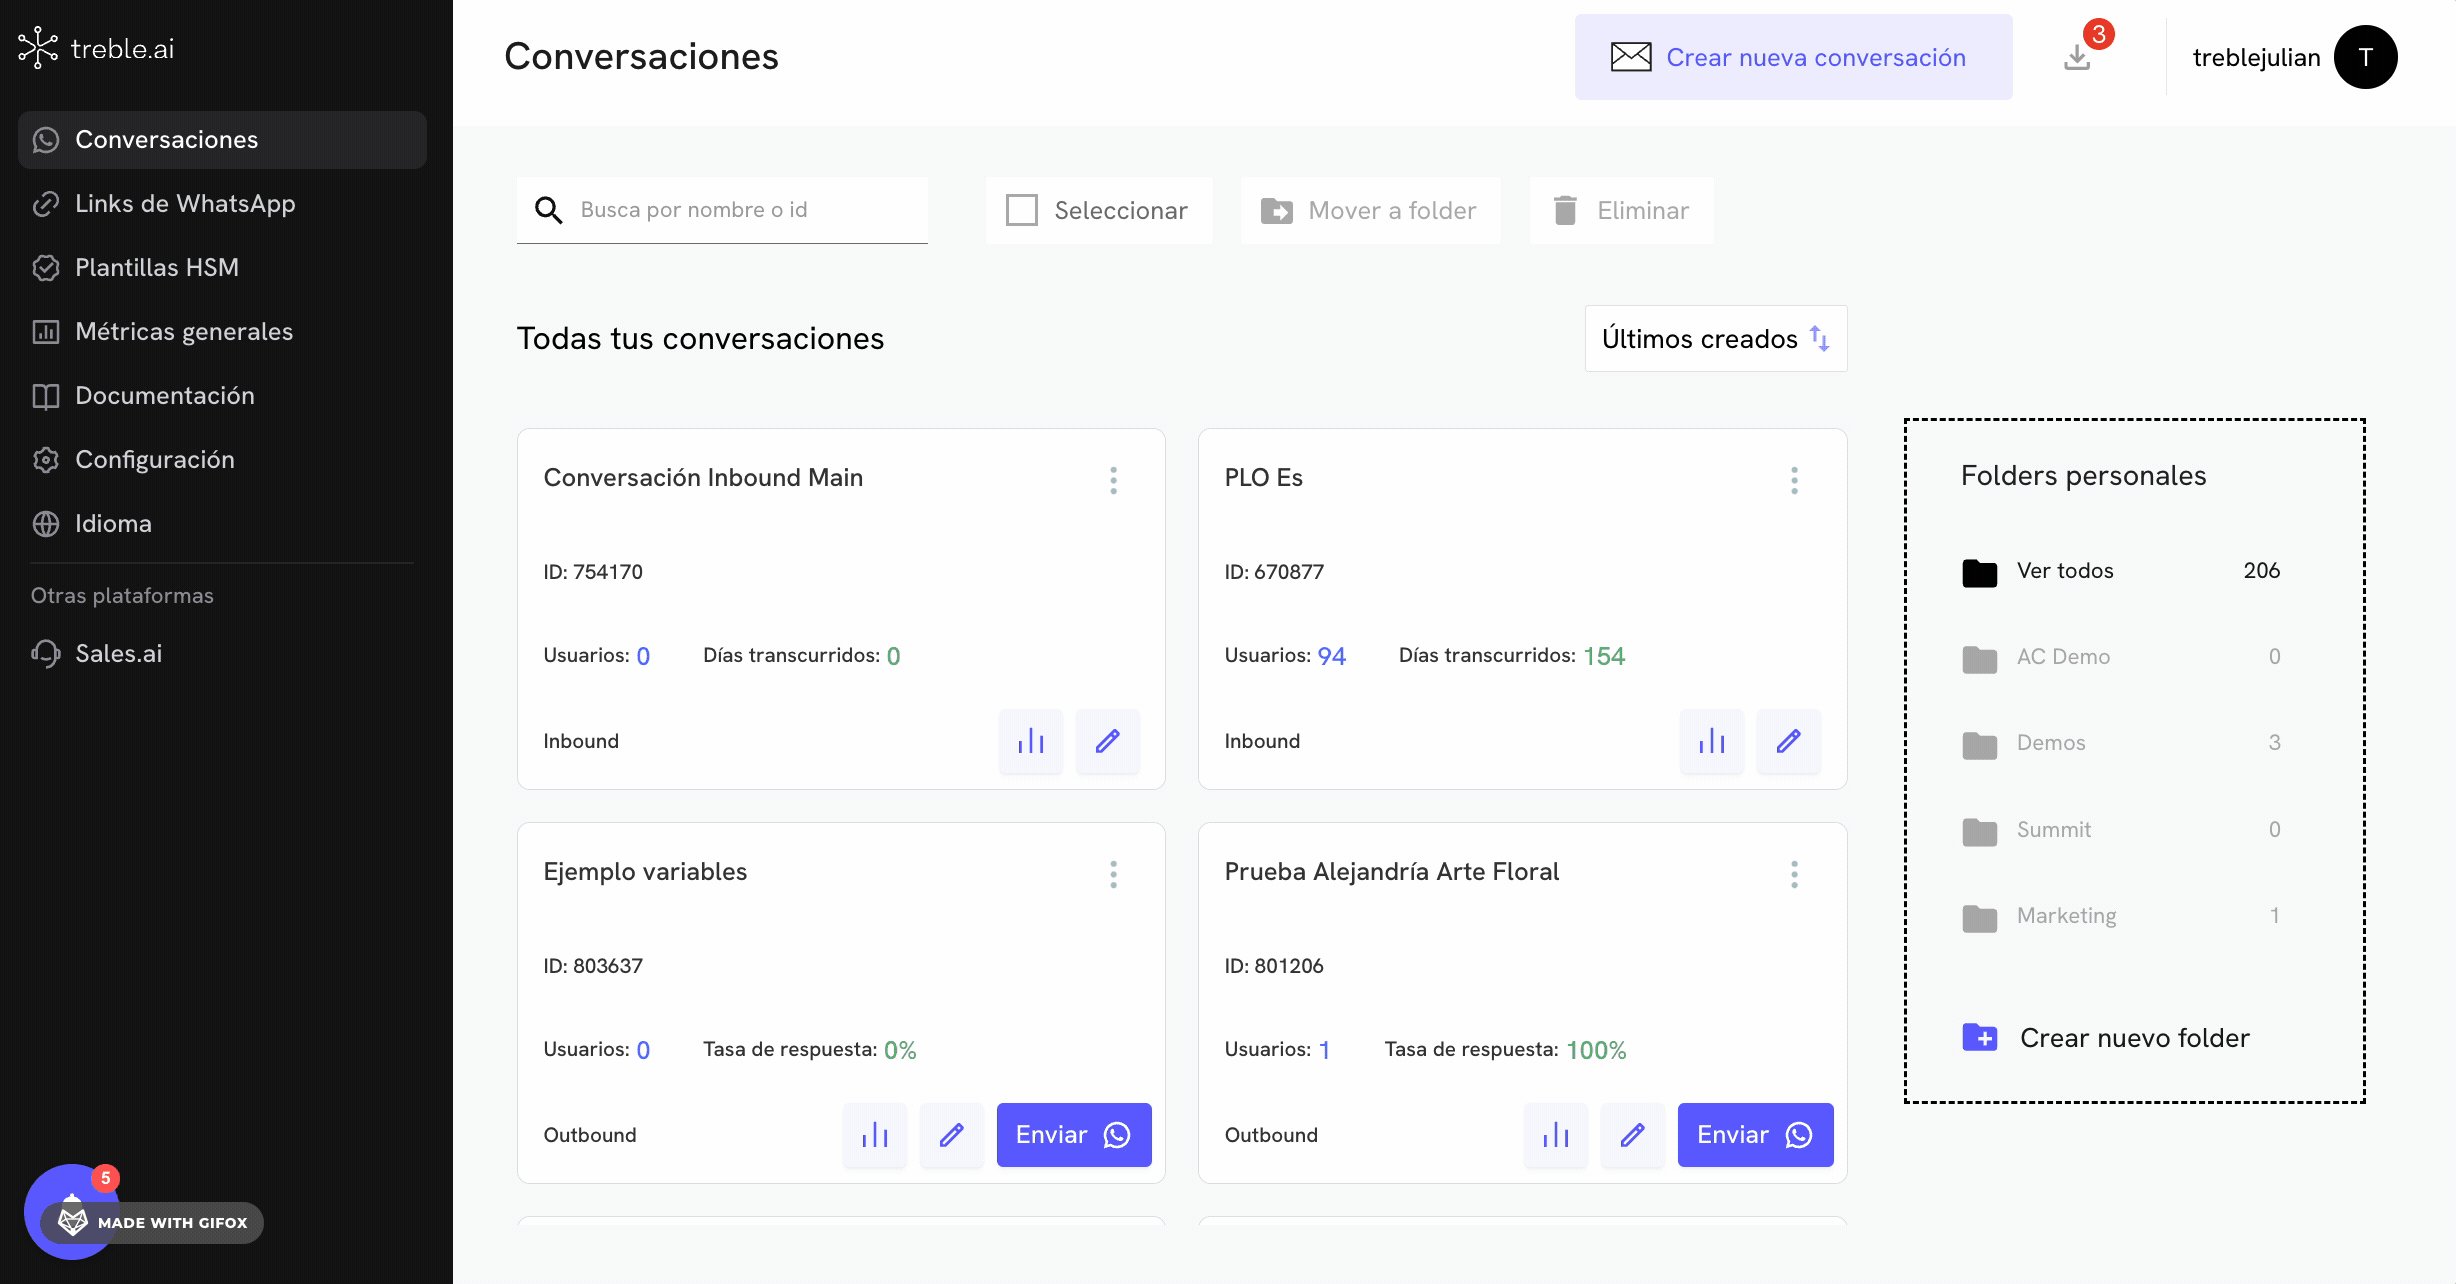 treble.ai
Conversaciones
Links de WhatsApp
Plantillas HSM
Métricas generales
Documentación
Configuración
Idioma
Otras plataformas
Sales.ai
5
MADE WITH GIFOX
Conversaciones
Crear nueva conversación
3
treblejulian
T
Busca por nombre o id
Seleccionar
Mover a folder
Eliminar
Todas tus conversaciones
Últimos creados
Conversación Inbound Main
ID: 754170
Usuarios: 0 Días transcurridos: 0
Inbound
PLO Es
ID: 670877
Usuarios: 94 Días transcurridos: 154
Inbound
Ejemplo variables
ID: 803637
Usuarios: 0 Tasa de respuesta: 0%
Outbound
Enviar
Prueba Alejandría Arte Floral
ID: 801206
Usuarios: 1 Tasa de respuesta: 100%
Outbound
Enviar
Folders personales
Ver todos 206
AC Demo 0
Demos 3
Summit 0
Marketing 1
Crear nuevo folder